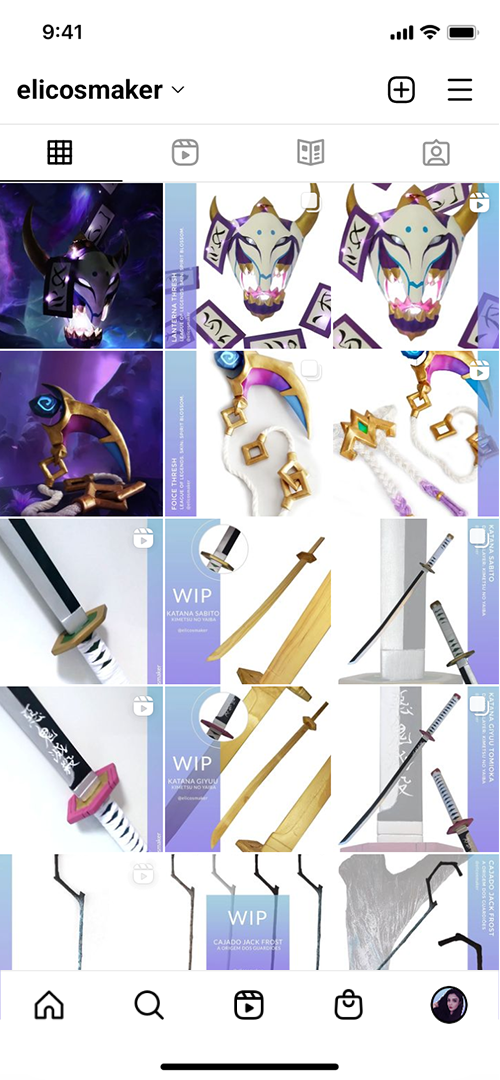 9:41
elicosmaker
LANTERNA THRESH
LEAGUE OF LEGENDS, SKIN: SPIRIT BLOSSOM
FOICE THRESH
LEAGUE OF LEGENDS, SKIN: SPIRIT BLOSSOM
@elicosmaker
WIP
KATANA SABITO
KIMETSU NO YAIBA
@elicosmaker
KATANA SABITO
KIMETSU NO YAIBA
WIP
KATANA GIYUU
KIMETSU NO YAIBA
@elicosmaker
KATANA GIYUU TOMIOKA
KIMETSU NO YAIBA
WIP
CAJADO JACK FROST
A ORIGEM DOS GUARDIÕES
CAJADO JACK FROST
A ORIGEM DOS GUARDIÕES